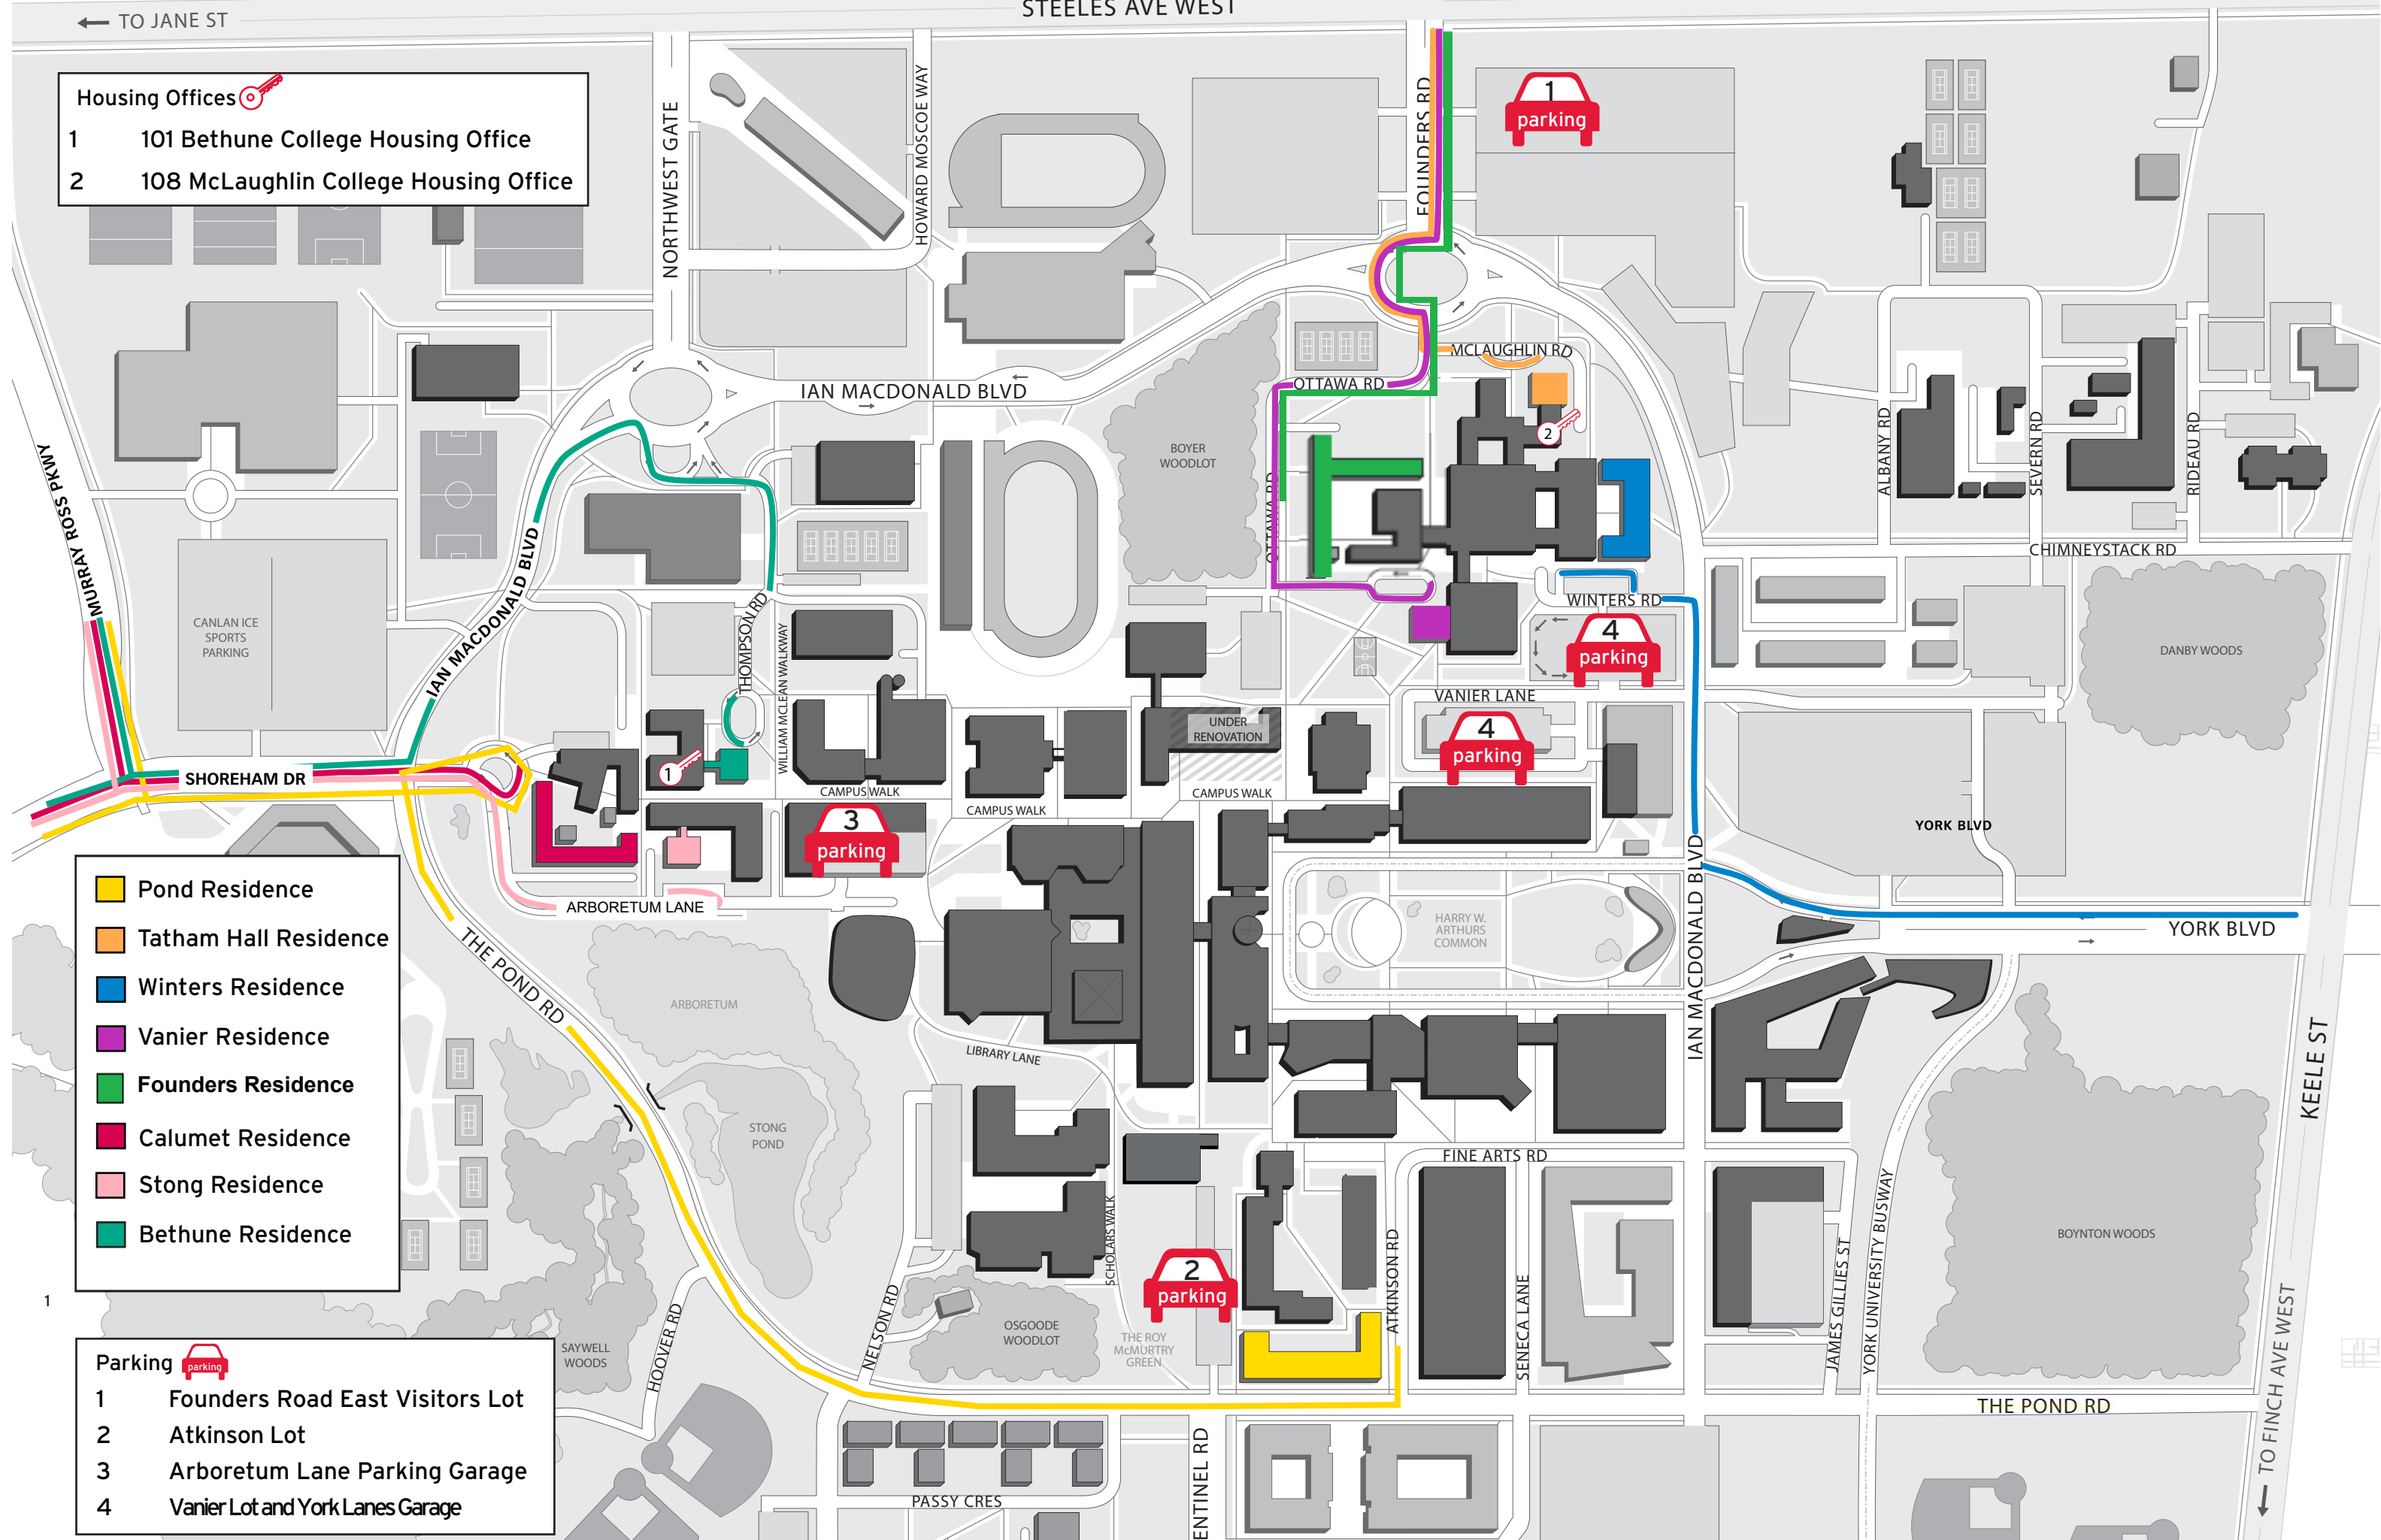 TO JANE ST
STEELES AVE WEST
Housing Offices
1 101 Bethune College Housing Office
2 108 McLaughlin College Housing Office
NORTHWEST GATE
HOWARD MOSCOE WAY
FOUNDERS RD
1
parking
MCLAUGHLIN RD
OTTAWA RD
IAN MACDONALD BLVD
BOYER
WOODLOT
2
OTTAWA RD
ALBANY RD
SEVERN RD
RIDEAU RD
CHIMNEYSTACK RD
MURRAY ROSS PKWY
IAN MACDONALD BLVD
CANLAN ICE
SPORTS
PARKING
THOMPSON RD
WILLIAM MCLEAN WALKWAY
WINTERS RD
4
parking
DANBY WOODS
VANIER LANE
UNDER
RENOVATION
4
parking
1
SHOREHAM DR
CAMPUS WALK
CAMPUS WALK
CAMPUS WALK
3
parking
YORK BLVD
IAN MACDONALD BLVD
ARBORETUM LANE
HARRY W.
ARTHURS
COMMON
YORK BLVD
THE POND RD
ARBORETUM
LIBRARY LANE
KEELE ST
STONG
POND
Pond Residence
Tatham Hall Residence
Winters Residence
Vanier Residence
Founders Residence
Calumet Residence
Stong Residence
Bethune Residence
FINE ARTS RD
SCHOLARS WALK
ATKINSON RD
SENECA LANE
JAMES GILLIES ST
YORK UNIVERSITY BUSWAY
BOYNTON WOODS
2
parking
1
NELSON RD
HOOVER RD
SAYWELL
WOODS
OSGOODE
WOODLOT
THE ROY
McMURTRY
GREEN
THE POND RD
TO FINCH AVE WEST
Parking parking
1 Founders Road East Visitors Lot
2 Atkinson Lot
3 Arboretum Lane Parking Garage
4 Vanier Lot and York Lanes Garage
PASSY CRES
ENTINEL RD